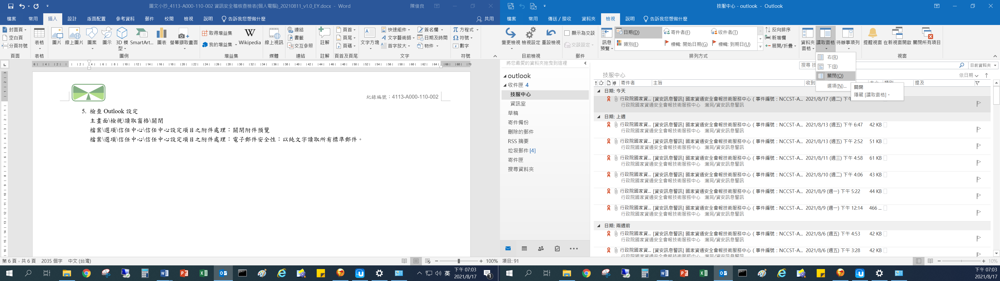 圖文小抄_4113-A000-110-002 資訊安全稽核查檢表(個人電腦)_20210811_v1.0_EY.docx - Word
陳俊良
檔案 常用 插入 設計 版面配置 參考資料 郵件 校閱 檢視 說明 告訴我您想做什麼 共用
封面頁
空白頁
分頁符號
頁面
表格
表格
圖片 線上圖片 圖案 圖示 3D 模型 SmartArt... 圖表 螢幕擷取畫面
圖例
取得增益集
我的增益集
Wikipedia
增益集
線上視訊
媒體
連結
書籤
交互參照
連結
註解
註解
頁首
頁尾
頁碼
頁首及頁尾
文字方塊
快速組件
文字藝術師
首字放大
簽名欄
日期及時間
物件
文字
方程式
符號
數字
符號
紀錄編號：4113-A000-110-002
5. 檢查 Outlook 設定
主畫面\檢視\讀取窗格\關閉
檔案\選項\信任中心\信任中心設定項目之附件處理：關閉附件預覽
檔案\選項\信任中心\信任中心設定項目之附件處理：電子郵件安全性：以純文字讀取所有標準郵件。
第 6 頁，共 6 頁 2035 個字 中文 (台灣)
100%
英
下午 07:03
2021/8/17
技服中心 - outlook - Outlook
檔案 常用 傳送 / 接收 資料夾 檢視 說明 告訴我您想做什麼
變更檢視 檢視設定 重設檢視
目前檢視
顯示為交談
交談設定
郵件
訊息預覽
日期(D) 寄件者(F) 收件者(T)
類別(E) 標幟: 開始日期(G) 標幟: 到期日(U)
反向排序
新增欄
展開/折疊
排列方式
資料夾窗格 讀取窗格 待辦事項列
提醒視窗 在新視窗開啟 關閉所有項目
視窗
右(R)
下(B)
關閉(O)
選項(N)...
關閉
隱藏 [讀取窗格]。
將您最愛的資料夾拖曳到這裡
outlook
收件匣 4
技服中心
資訊室
草稿
寄件備份
刪除的郵件
RSS 摘要
垃圾郵件 [4]
寄件匣
搜尋資料夾
搜尋 技
目前資料夾
技服中心
依日期
寄件者 主旨 收到 提及
日期: 今天
行政院國家資... [資安訊息警訊] 國家資通安全會報技術服務中心 ( 事件編號：NCCST-A... 2021/8/17 (週二) 下午
行政院國家資通安全會報技術服務中心 漏洞/資安訊息警訊
日期: 上週
行政院國家資... [資安訊息警訊] 國家資通安全會報技術服務中心 ( 事件編號：NCCST-A... 2021/8/13 (週五) 下午 6:47 42 KB
行政院國家資通安全會報技術服務中心 漏洞/資安訊息警訊
行政院國家資... [資安訊息警訊] 國家資通安全會報技術服務中心 ( 事件編號：NCCST-A... 2021/8/13 (週五) 下午 2:52 51 KB
行政院國家資通安全會報技術服務中心 漏洞/資安訊息警訊
行政院國家資... [資安訊息警訊] 國家資通安全會報技術服務中心 ( 事件編號：NCCST-A... 2021/8/11 (週三) 下午 4:58 61 KB
行政院國家資通安全會報技術服務中心 漏洞/資安訊息警訊
行政院國家資... [資安訊息警訊] 國家資通安全會報技術服務中心 ( 事件編號：NCCST-A... 2021/8/10 (週二) 下午 4:06 43 KB
行政院國家資通安全會報技術服務中心 漏洞/資安訊息警訊
行政院國家資... [資安訊息警訊] 國家資通安全會報技術服務中心 ( 事件編號：NCCST-A... 2021/8/9 (週一) 下午 5:22 44 KB
行政院國家資通安全會報技術服務中心 漏洞/資安訊息警訊
行政院國家資... [資安訊息警訊] 國家資通安全會報技術服務中心 ( 事件編號：NCCST-A... 2021/8/9 (週一) 下午 12:14 466 ...
行政院國家資通安全會報技術服務中心 漏洞/資安訊息警訊
日期: 兩週前
行政院國家資... [資安訊息警訊] 國家資通安全會報技術服務中心 ( 事件編號：NCCST-A... 2021/8/6 (週五) 下午 4:53 42 KB
行政院國家資通安全會報技術服務中心 漏洞/資安訊息警訊
行政院國家資... [資安訊息警訊] 國家資通安全會報技術服務中心 ( 事件編號：NCCST-A... 2021/8/6 (週五) 下午 3:28 42 KB
行政院國家資通安全會報技術服務中心 漏洞/資安訊息警訊
項目: 91
10%
下午 07:03
2021/8/17